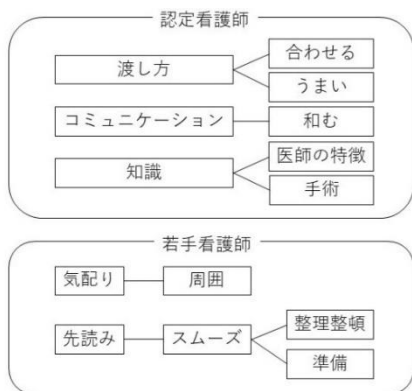 認定看護師
渡し方
合わせる
うまい
コミュニケーション
和む
知識
医師の特徴
手術
若手看護師
気配り
周囲
先読み
スムーズ
整理整頓
準備